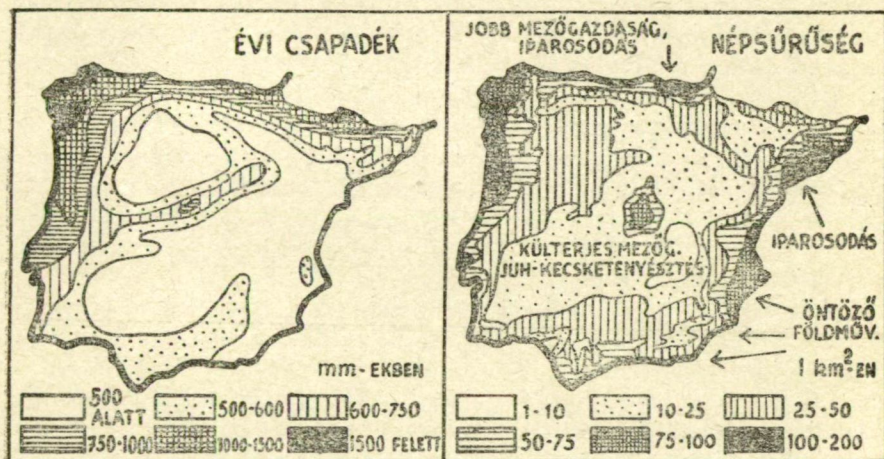 ÉVI CSAPADÉK
mm-EKBEN
500 ALATT
500-600
600-750
750-1000
1000-1500
1500 FELETT
JOBB MEZŐGAZDASÁG,
IPAROSODÁS
NÉPSŰRŰSÉG
KÜLTERJES MEZŐG.
JUH-KECSKETENYÉSZTÉS
IPAROSODÁS
ÖNTÖZŐ
FÖLDMŰV.
1 km²-EN
1-10
10-25
25-50
50-75
75-100
100-200